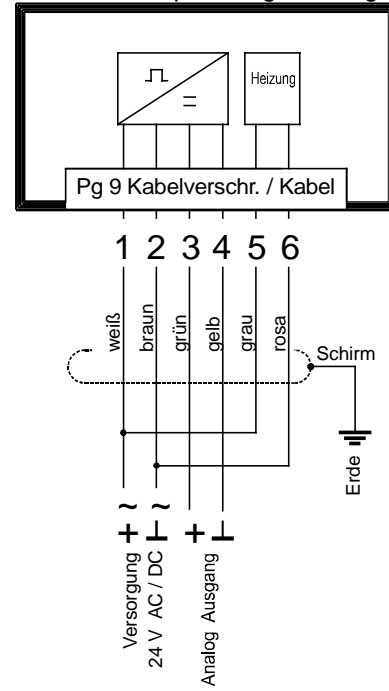 Heizung
Pg 9 Kabelverschr. / Kabel
1 2 3 4 5 6
weiß
braun
grün
gelb
grau
rosa
Schirm
Erde
~ ~
+ ⊥ + ⊥
Versorgung
24 V AC / DC
Analog Ausgang